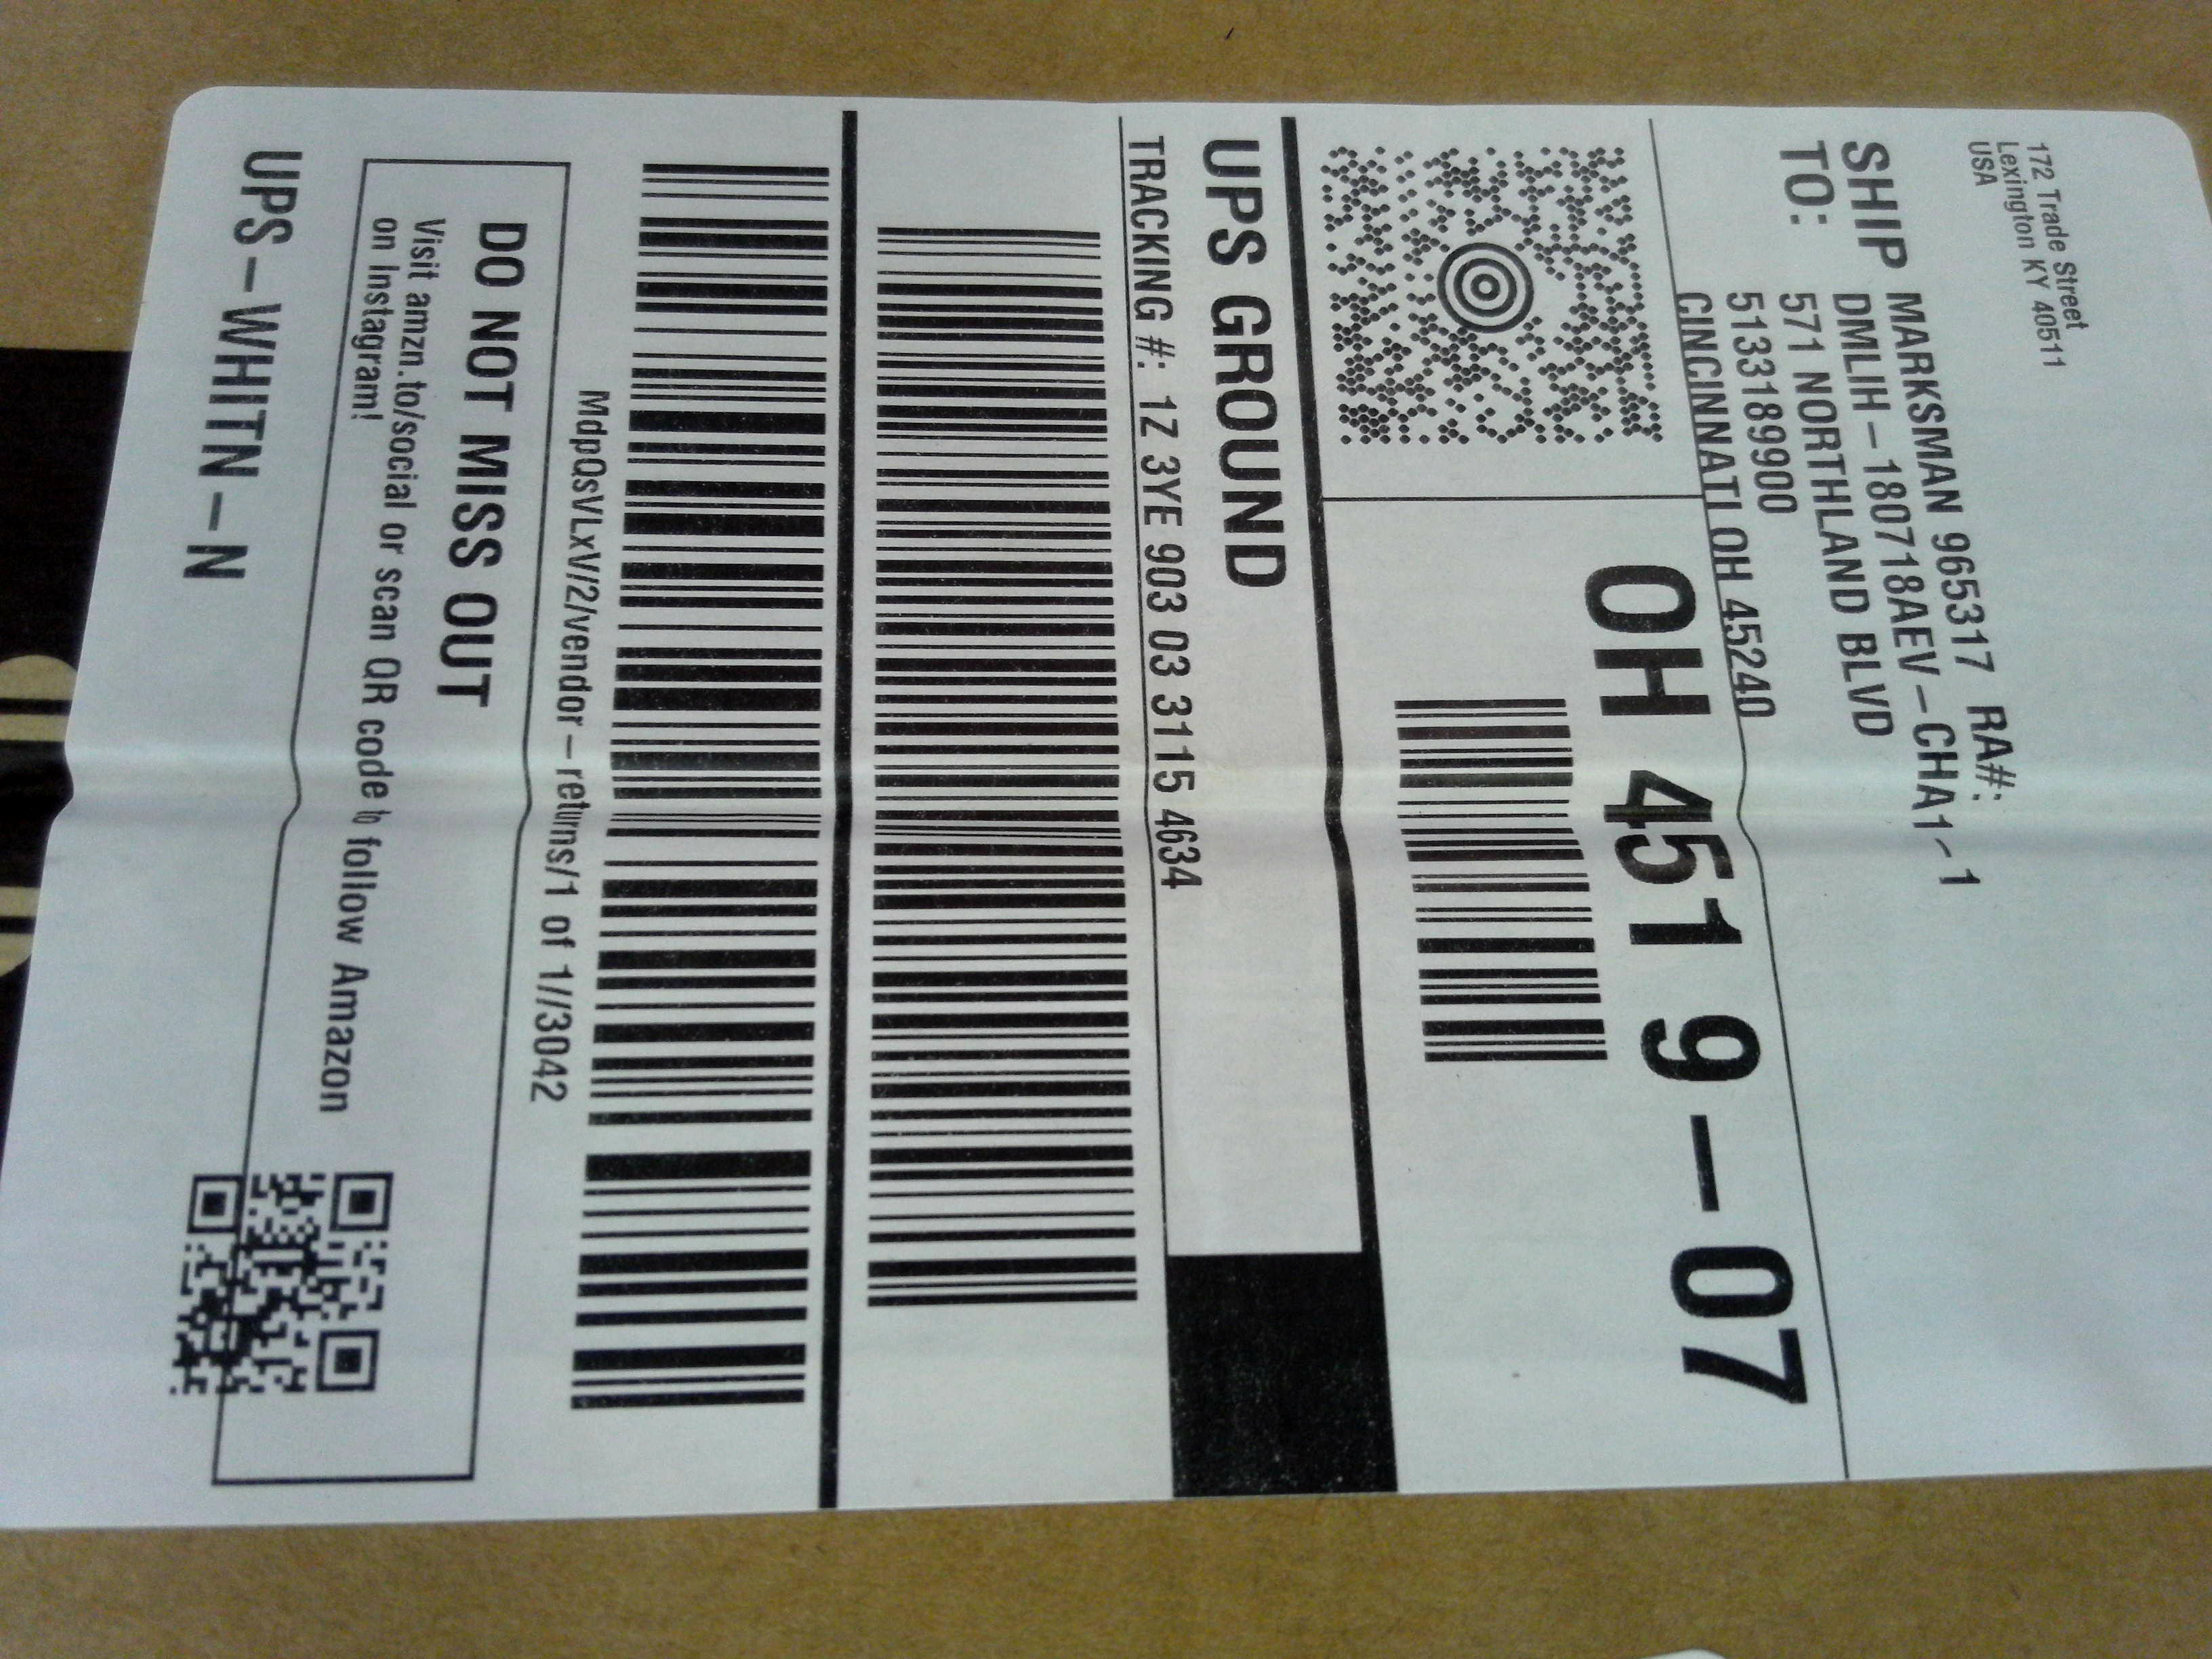 172 Trade Street
Lexington KY 40511
USA
SHIP MARKSMAN 965317 RA#:
TO: DMLIH-180718AEV-CHA1-1
571 NORTHLAND BLVD
5133189900
CINCINNATI OH 45240
OH 451 9-07
UPS GROUND
TRACKING #: 1Z 3YE 903 03 3115 4634
MdpQsVLxV/2/vendor-returns/1 of 1//3042
DO NOT MISS OUT
Visit amzn.to/social or scan QR code to follow Amazon
on Instagram!
UPS-WHITN-N